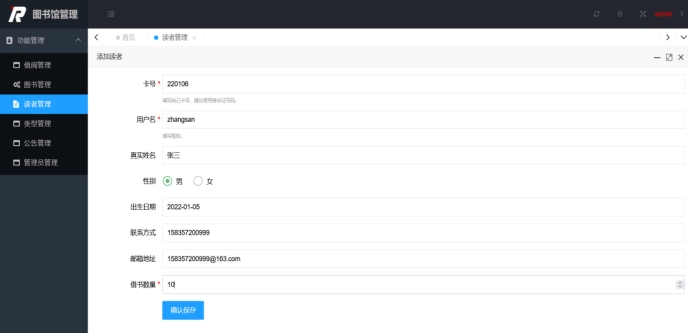 图书馆管理
admin
功能管理
首页
读者管理
借阅管理
图书管理
读者管理
类型管理
公告管理
管理员管理
添加读者
卡号*
220106
用户名*
zhangsan
真实姓名
张三
性别
男
女
出生日期
2022-01-05
联系方式
158357200999
邮箱地址
158357200999@163.com
借书数量*
10
确认保存